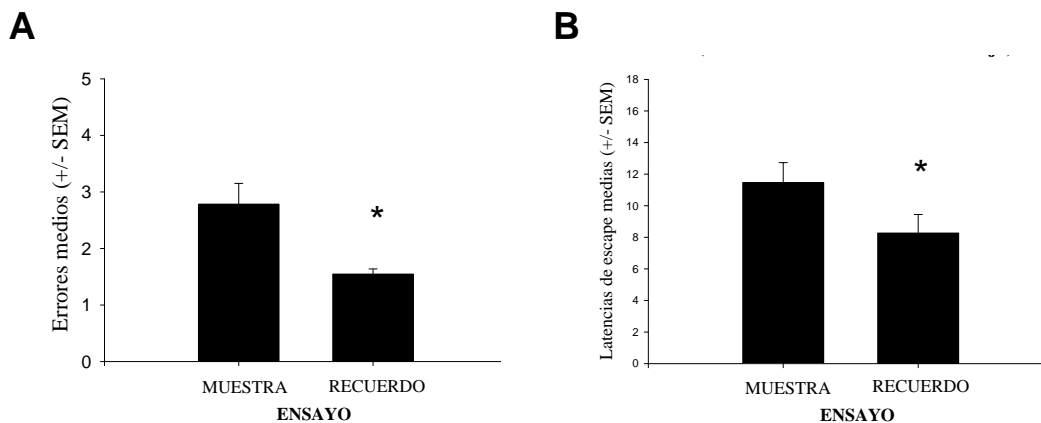 A
B
Errores medios (+/- SEM)
5
4
3
2
1
0
MUESTRA
RECUERDO
ENSAYO
*
Latencias de escape medias (+/- SEM)
18
16
14
12
10
8
6
4
2
0
MUESTRA
RECUERDO
ENSAYO
*